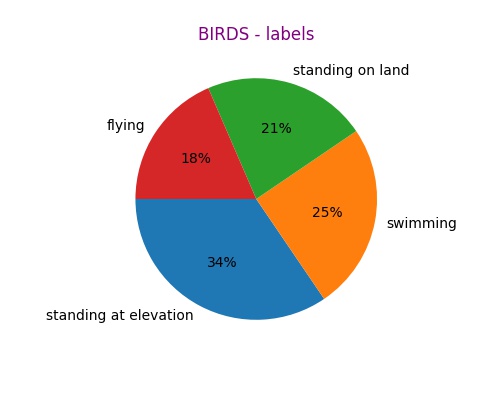 BIRDS - labels
standing on land
flying
21%
18%
25%
swimming
34%
standing at elevation